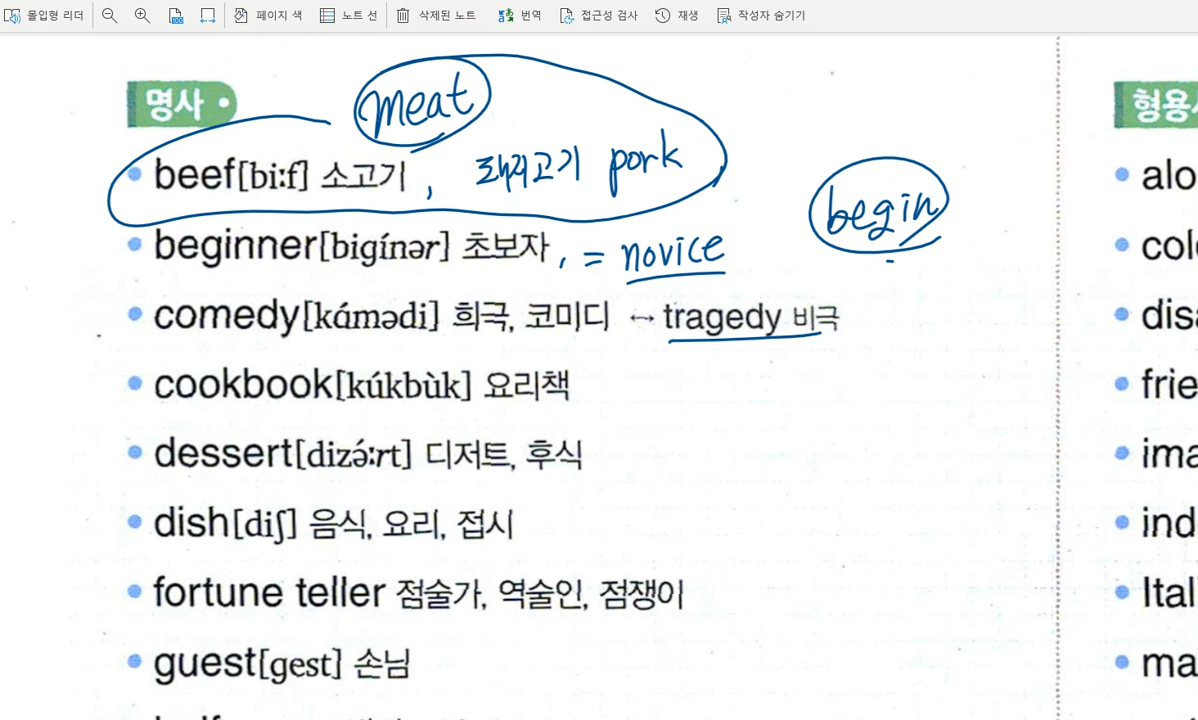 몰입형 리더 페이지 색 노트 선 삭제된 노트 번역 접근성 검사 재생 작성자 숨기기
명사
meat
beef[biːf] 소고기, 돼지고기 pork
begin
beginner[bigínər] 초보자, = novice
comedy[kάmədi] 희극, 코미디 ↔ tragedy 비극
cookbook[kúkbùk] 요리책
dessert[dizə́ːrt] 디저트, 후식
dish[diʃ] 음식, 요리, 접시
fortune teller 점술가, 역술인, 점쟁이
guest[gest] 손님
형용
alo
col
dis
frie
ima
ind
Ital
ma